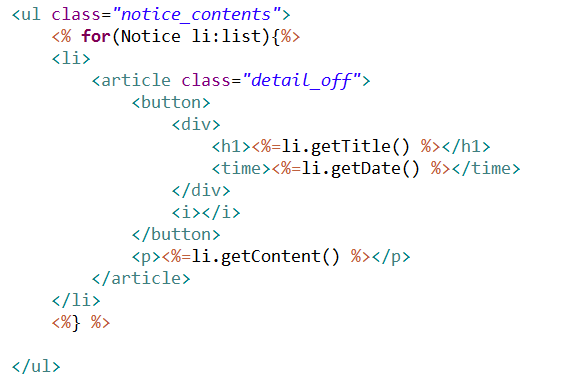 <ul class="notice_contents">
<% for(Notice li:list){%>
<li>
<article class="detail_off">
<button>
<div>
<h1><%=li.getTitle() %></h1>
<time><%=li.getDate() %></time>
</div>
<i></i>
</button>
<p><%=li.getContent() %></p>
</article>
</li>
<%} %>
</ul>